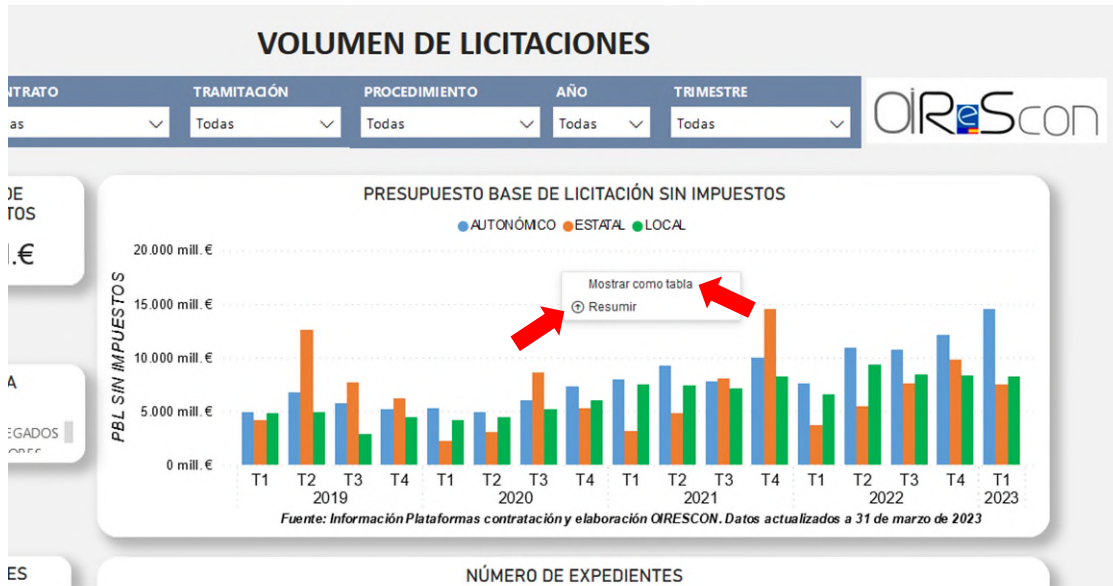 VOLUMEN DE LICITACIONES
NTRATO TRAMITACIÓN PROCEDIMIENTO AÑO TRIMESTRE
as Todas Todas Todas Todas
OIReScon
DE
TOS
.€
PRESUPUESTO BASE DE LICITACIÓN SIN IMPUESTOS
AUTONÓMICO ESTATAL LOCAL
PBL SIN IMPUESTOS
20.000 mill. €
15.000 mill. €
10.000 mill. €
5.000 mill. €
0 mill. €
Mostrar como tabla
Resumir
A
EGADOS
T1 T2 T3 T4 T1 T2 T3 T4 T1 T2 T3 T4 T1 T2 T3 T4 T1
2019 2020 2021 2022 2023
Fuente: Información Plataformas contratación y elaboración OIRESCON. Datos actualizados a 31 de marzo de 2023
ES
NÚMERO DE EXPEDIENTES